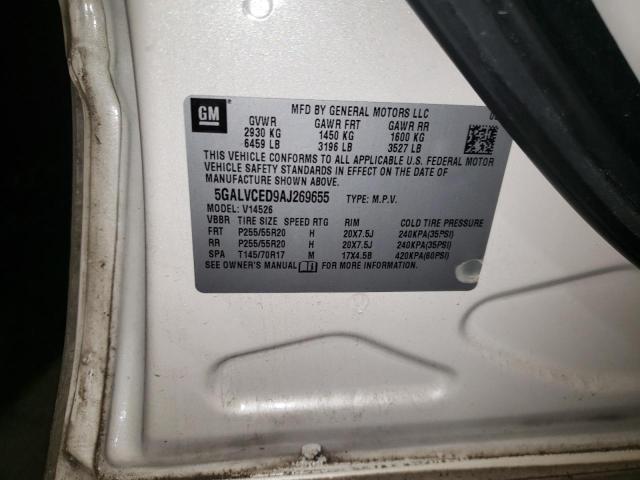 GM
MFD BY GENERAL MOTORS LLC
GVWR GAWR FRT GAWR RR
2930 KG 1450 KG 1600 KG
6459 LB 3196 LB 3527 LB
THIS VEHICLE CONFORMS TO ALL APPLICABLE U.S. FEDERAL MOTOR
VEHICLE SAFETY STANDARDS IN EFFECT ON THE DATE OF
MANUFACTURE SHOWN ABOVE.
5GALVCED9AJ269655 TYPE: M.P.V.
MODEL: V14526
VBBR TIRE SIZE SPEED RTG RIM COLD TIRE PRESSURE
FRT P255/55R20 H 20X7.5J 240KPA(35PSI)
RR P255/55R20 H 20X7.5J 240KPA(35PSI)
SPA T145/70R17 M 17X4.5B 420KPA(60PSI)
SEE OWNER'S MANUAL FOR MORE INFORMATION.